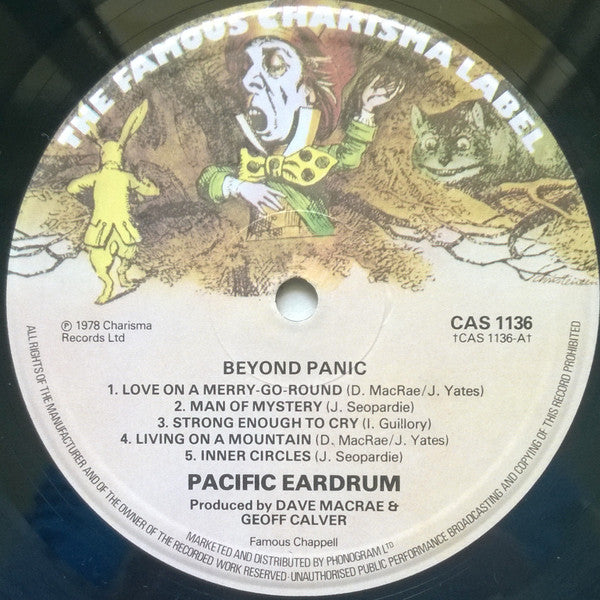 THE FAMOUS CHARISMA LABEL
℗ 1978 Charisma
Records Ltd
CAS 1136
†CAS 1136-A†
BEYOND PANIC
1. LOVE ON A MERRY-GO-ROUND (D. MacRae/J. Yates)
2. MAN OF MYSTERY (J. Seopardie)
3. STRONG ENOUGH TO CRY (I. Guillory)
4. LIVING ON A MOUNTAIN (D. MacRae/J. Yates)
5. INNER CIRCLES (J. Seopardie)
PACIFIC EARDRUM
Produced by DAVE MACRAE &
GEOFF CALVER
Famous Chappell
MARKETED AND DISTRIBUTED BY PHONOGRAM LTD
ALL RIGHTS OF THE MANUFACTURER AND OF THE OWNER OF THE RECORDED WORK RESERVED·UNAUTHORISED PUBLIC PERFORMANCE BROADCASTING AND COPYING OF THIS RECORD PROHIBITED